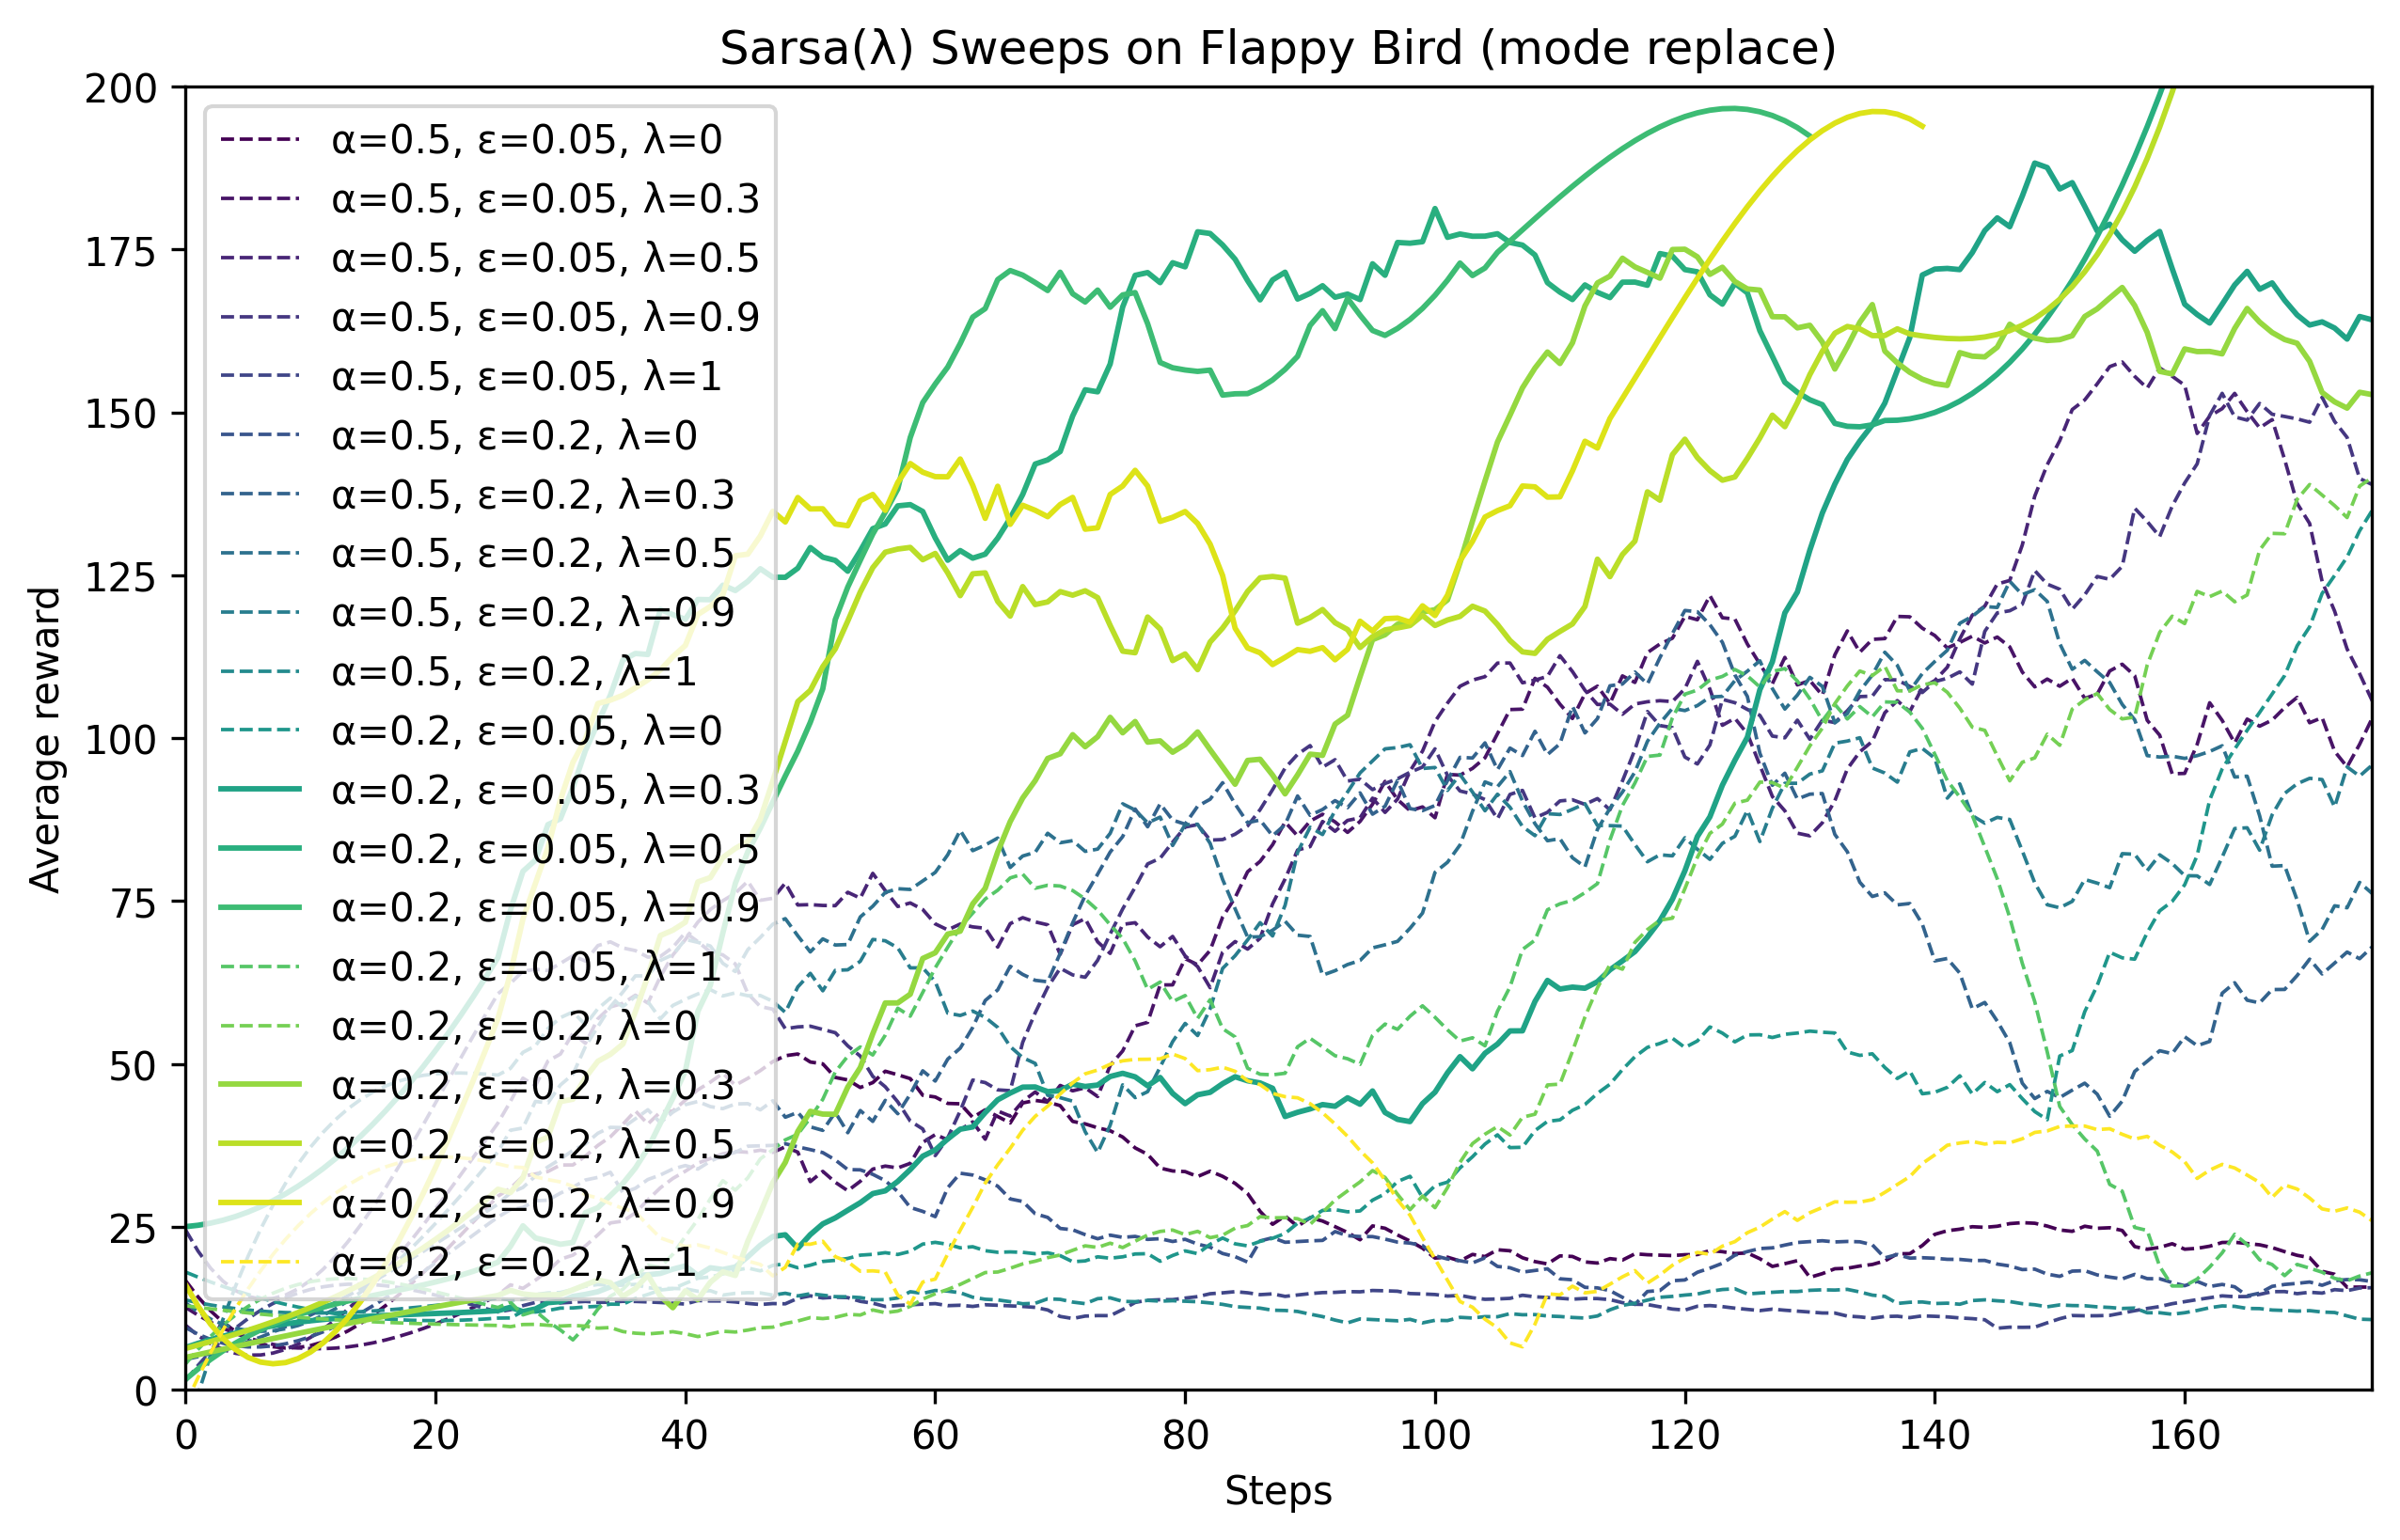 Sarsa(λ) Sweeps on Flappy Bird (mode replace)
200
175
150
125
100
75
50
25
0
Average reward
α=0.5, ε=0.05, λ=0
α=0.5, ε=0.05, λ=0.3
α=0.5, ε=0.05, λ=0.5
α=0.5, ε=0.05, λ=0.9
α=0.5, ε=0.05, λ=1
α=0.5, ε=0.2, λ=0
α=0.5, ε=0.2, λ=0.3
α=0.5, ε=0.2, λ=0.5
α=0.5, ε=0.2, λ=0.9
α=0.5, ε=0.2, λ=1
α=0.2, ε=0.05, λ=0
α=0.2, ε=0.05, λ=0.3
α=0.2, ε=0.05, λ=0.5
α=0.2, ε=0.05, λ=0.9
α=0.2, ε=0.05, λ=1
α=0.2, ε=0.2, λ=0
α=0.2, ε=0.2, λ=0.3
α=0.2, ε=0.2, λ=0.5
α=0.2, ε=0.2, λ=0.9
α=0.2, ε=0.2, λ=1
0 20 40 60 80 100 120 140 160
Steps